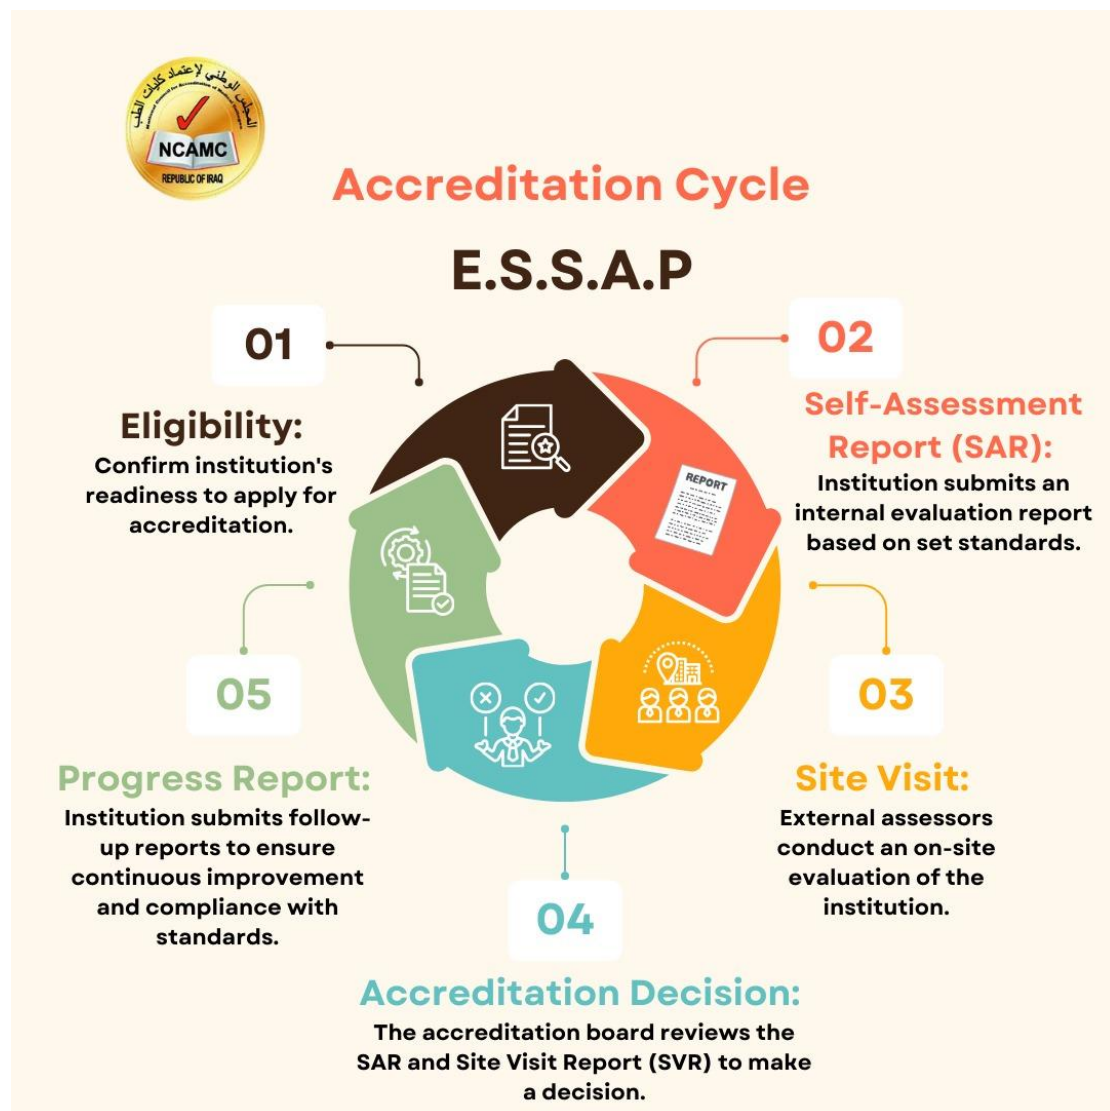 المجلس الوطني لإعتماد كليات الطب
NCAMC
REPUBLIC OF IRAQ
Accreditation Cycle
E.S.S.A.P
01
Eligibility:
Confirm institution's
readiness to apply for
accreditation.
02
Self-Assessment
Report (SAR):
Institution submits an
internal evaluation report
based on set standards.
REPORT
03
Site Visit:
External assessors
conduct an on-site
evaluation of the
institution.
04
Accreditation Decision:
The accreditation board reviews the
SAR and Site Visit Report (SVR) to make
a decision.
05
Progress Report:
Institution submits follow-
up reports to ensure
continuous improvement
and compliance with
standards.